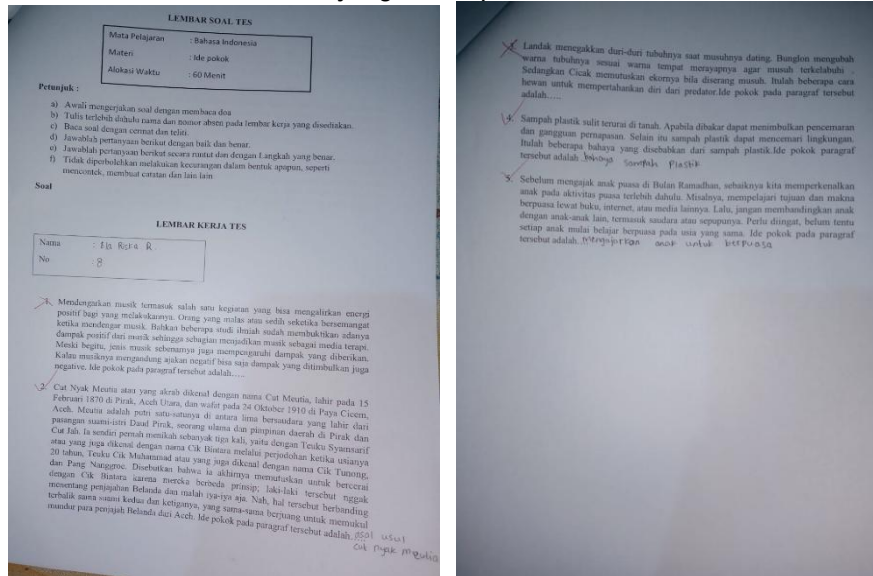 LEMBAR SOAL TES
Mata Pelajaran : Bahasa Indonesia
Materi : Ide pokok
Alokasi Waktu : 60 Menit
Petunjuk :
a) Awali mengerjakan soal dengan membaca doa
b) Tulis terlebih dahulu nama dan nomor absen pada lembar kerja yang disediakan.
c) Baca soal dengan cermat dan teliti.
d) Jawablah pertanyaan berikut dengan baik dan benar.
e) Jawablah pertanyaan berikut secara runtut dan dengan Langkah yang benar.
f) Tidak diperbolehkan melakukan kecurangan dalam bentuk apapun, seperti
mencontek, membuat catatan dan lain lain
Soal
LEMBAR KERJA TES
Nama : Riska R.
No : 8
1. Mendengarkan musik termasuk salah satu kegiatan yang bisa mengalirkan energi
positif bagi yang melakukannya. Orang yang malas atau sedih seketika bersemangat
ketika mendengar musik. Bahkan beberapa studi ilmiah sudah membuktikan adanya
dampak positif dari musik sehingga sebagian menjadikan musik sebagai media terapi.
Meski begitu, jenis musik sebenarnya juga mempengaruhi dampak yang diberikan.
Kalau musiknya mengandung ajakan negatif bisa saja dampak yang ditimbulkan juga
negative. Ide pokok pada paragraf tersebut adalah.....
2. Cut Nyak Meutia atau yang akrab dikenal dengan nama Cut Meutia, lahir pada 15
Februari 1870 di Pirak, Aceh Utara, dan wafat pada 24 Oktober 1910 di Paya Cicem,
Aceh. Meutia adalah putri satu-satunya di antara lima bersaudara yang lahir dari
pasangan suami-istri Daud Pirak, seorang ulama dan pimpinan daerah di Pirak dan
Cut Jah. Ia sendiri pernah menikah sebanyak tiga kali, yaitu dengan Teuku Syamsarif
atau yang juga dikenal dengan nama Cik Bintara melalui perjodohan ketika usianya
20 tahun, Teuku Cik Muhammad atau yang juga dikenal dengan nama Cik Tunong,
dan Pang Nanggroe. Disebutkan bahwa ia akhirnya memutuskan untuk bercerai
dengan Cik Bintara karena mereka berbeda prinsip, laki-laki tersebut nggak
menentang penjajahan Belanda dan malah iya-iya aja. Nah, hal tersebut berbanding
terbalik sama suami kedua dan ketiganya, yang sama-sama berjuang untuk memukul
mundur para penjajah Belanda dari Aceh. Ide pokok pada paragraf tersebut adalah asal usul
cut nyak meutia
3. Landak menegakkan duri-duri tubuhnya saat musuhnya dating. Bunglon mengubah
warna tubuhnya sesuai warna tempat merayapnya agar musuh terkelabuhi .
Sedangkan Cicak memutuskan ekornya bila diserang musuh. Itulah beberapa cara
hewan untuk mempertahankan diri dari predator.Ide pokok pada paragraf tersebut
adalah.....
4. Sampah plastik sulit terurai di tanah. Apabila dibakar dapat menimbulkan pencemaran
dan gangguan pernapasan. Selain itu sampah plastik dapat mencemari lingkungan.
Itulah beberapa bahaya yang disebabkan dari sampah plastik.Ide pokok paragraf
tersebut adalah bahaya sampah Plastik
5. Sebelum mengajak anak puasa di Bulan Ramadhan, sebaiknya kita memperkenalkan
anak pada aktivitas puasa terlebih dahulu. Misalnya, mempelajari tujuan dan makna
berpuasa lewat buku, internet, atau media lainnya. Lalu, jangan membandingkan anak
dengan anak-anak lain, termasuk saudara atau sepupunya. Perlu diingat, belum tentu
setiap anak mulai belajar berpuasa pada usia yang sama. Ide pokok pada paragraf
tersebut adalah Mengajarkan anak untuk berpuasa